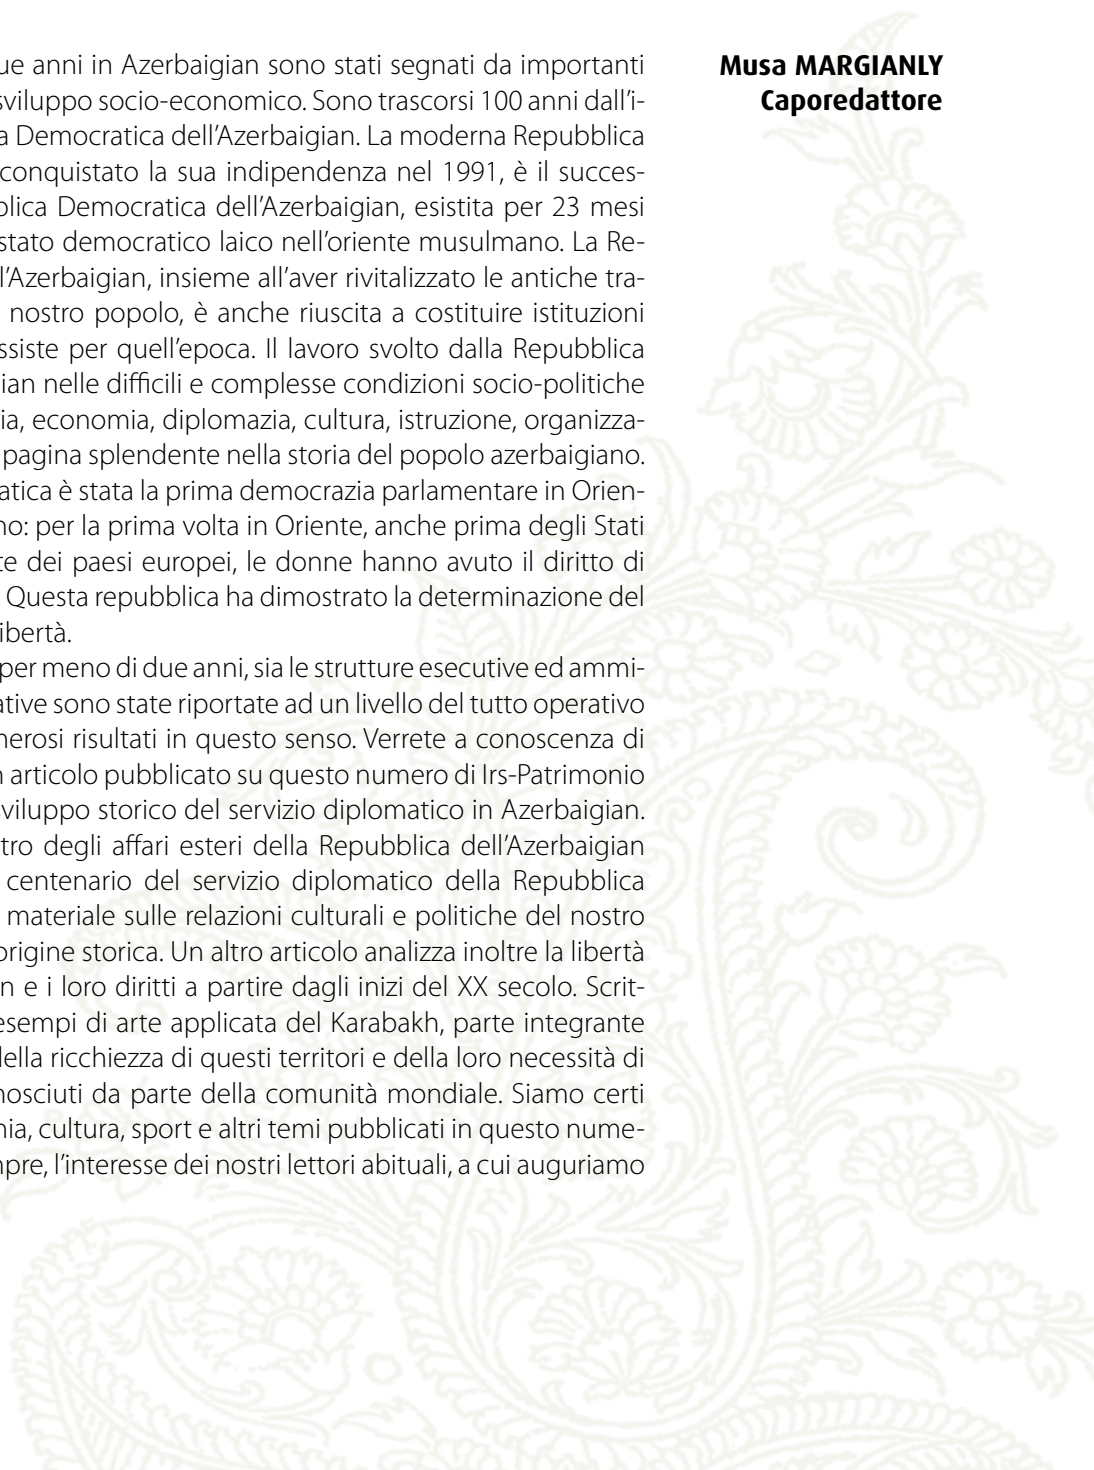 ue anni in Azerbaigian sono stati segnati da importanti
sviluppo socio-economico. Sono trascorsi 100 anni dall'i-
a Democratica dell'Azerbaigian. La moderna Repubblica
conquistato la sua indipendenza nel 1991, è il succes-
blica Democratica dell'Azerbaigian, esistita per 23 mesi
stato democratico laico nell'oriente musulmano. La Re-
l'Azerbaigian, insieme all'aver rivitalizzato le antiche tra-
nostro popolo, è anche riuscita a costituire istituzioni
ssiste per quell'epoca. Il lavoro svolto dalla Repubblica
ian nelle difficili e complesse condizioni socio-politiche
ia, economia, diplomazia, cultura, istruzione, organizza-
pagina splendente nella storia del popolo azerbaigiano.
atica è stata la prima democrazia parlamentare in Orien-
no: per la prima volta in Oriente, anche prima degli Stati
te dei paesi europei, le donne hanno avuto il diritto di
Questa repubblica ha dimostrato la determinazione del
libertà.
per meno di due anni, sia le strutture esecutive ed ammi-
ative sono state riportate ad un livello del tutto operativo
merosi risultati in questo senso. Verrete a conoscenza di
n articolo pubblicato su questo numero di Irs-Patrimonio
sviluppo storico del servizio diplomatico in Azerbaigian.
tro degli affari esteri della Repubblica dell'Azerbaigian
centenario del servizio diplomatico della Repubblica
materiale sulle relazioni culturali e politiche del nostro
origine storica. Un altro articolo analizza inoltre la libertà
n e i loro diritti a partire dagli inizi del XX secolo. Scrit-
esempi di arte applicata del Karabakh, parte integrante
della ricchiezza di questi territori e della loro necessità di
nosciuti da parte della comunità mondiale. Siamo certi
nia, cultura, sport e altri temi pubblicati in questo nume-
mpre, l'interesse dei nostri lettori abituali, a cui auguriamo
Musa MARGIANLY
Caporedattore